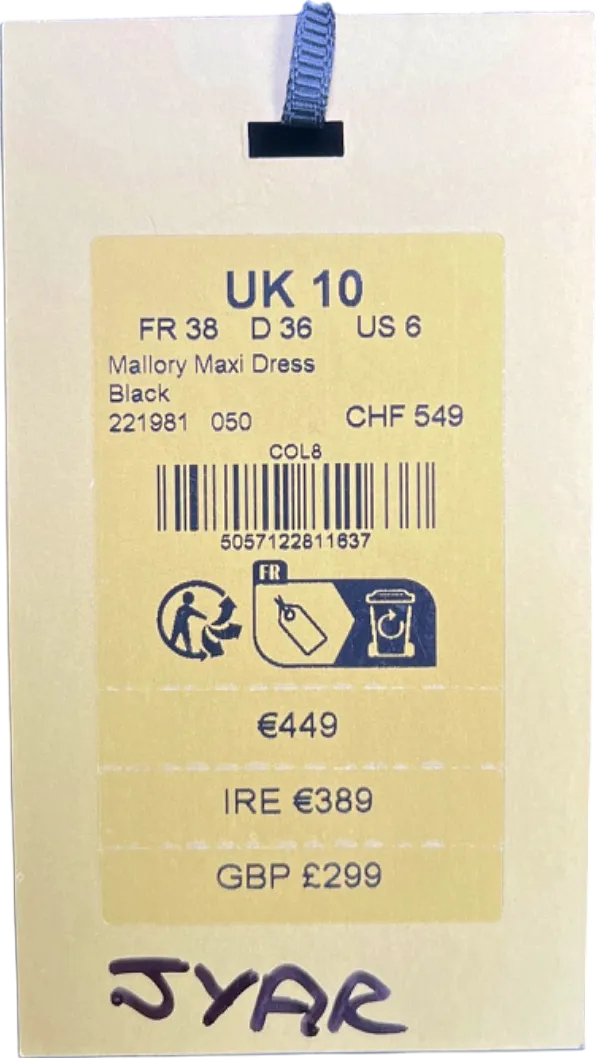 UK 10
FR 38 D 36 US 6
Mallory Maxi Dress
Black
221981 050 CHF 549
COL8
5057122811637
FR
€449
IRE €389
GBP £299
JYAR